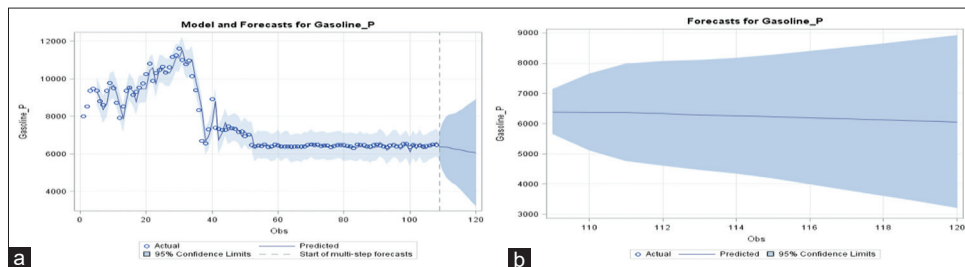 Model and Forecasts for Gasoline_P
12000
10000
8000
6000
4000
Gasoline_P
0
20
40
60
80
100
120
Obs
Actual
Predicted
95% Confidence Limits
Start of multi-step forecasts
a
Forecasts for Gasoline_P
9000
8000
7000
6000
5000
4000
3000
Gasoline_P
110
112
114
116
118
120
Obs
Actual
Predicted
95% Confidence Limits
b